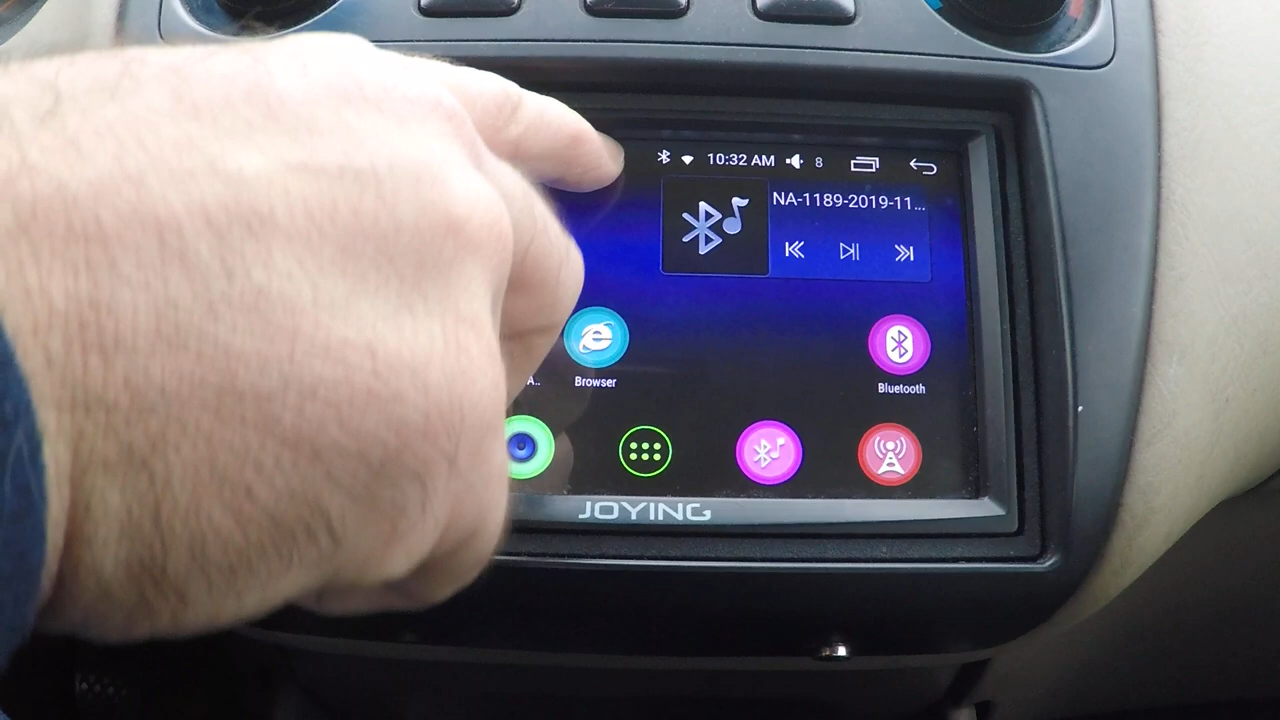 10:32 AM 8
NA-1189-2019-11...
A..
Browser
Bluetooth
JOYING